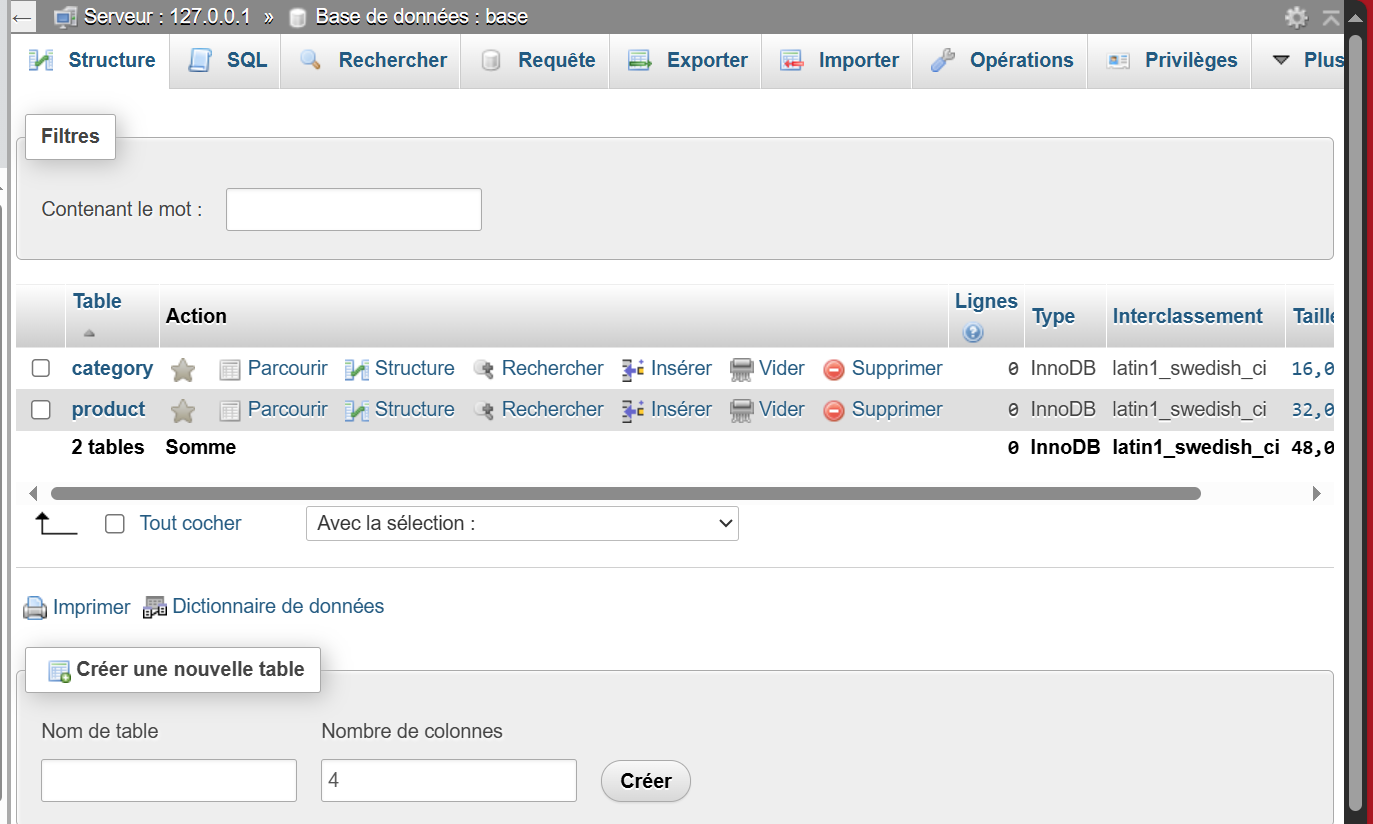 Serveur : 127.0.0.1 » Base de données : base
Structure SQL Rechercher Requête Exporter Importer Opérations Privilèges Plus
Filtres
Contenant le mot :
Table Action Lignes Type Interclassement Taille
category Parcourir Structure Rechercher Insérer Vider Supprimer 0 InnoDB latin1_swedish_ci 16,0
product Parcourir Structure Rechercher Insérer Vider Supprimer 0 InnoDB latin1_swedish_ci 32,0
2 tables Somme 0 InnoDB latin1_swedish_ci 48,0
Tout cocher Avec la sélection :
Imprimer Dictionnaire de données
Créer une nouvelle table
Nom de table Nombre de colonnes
4 Créer